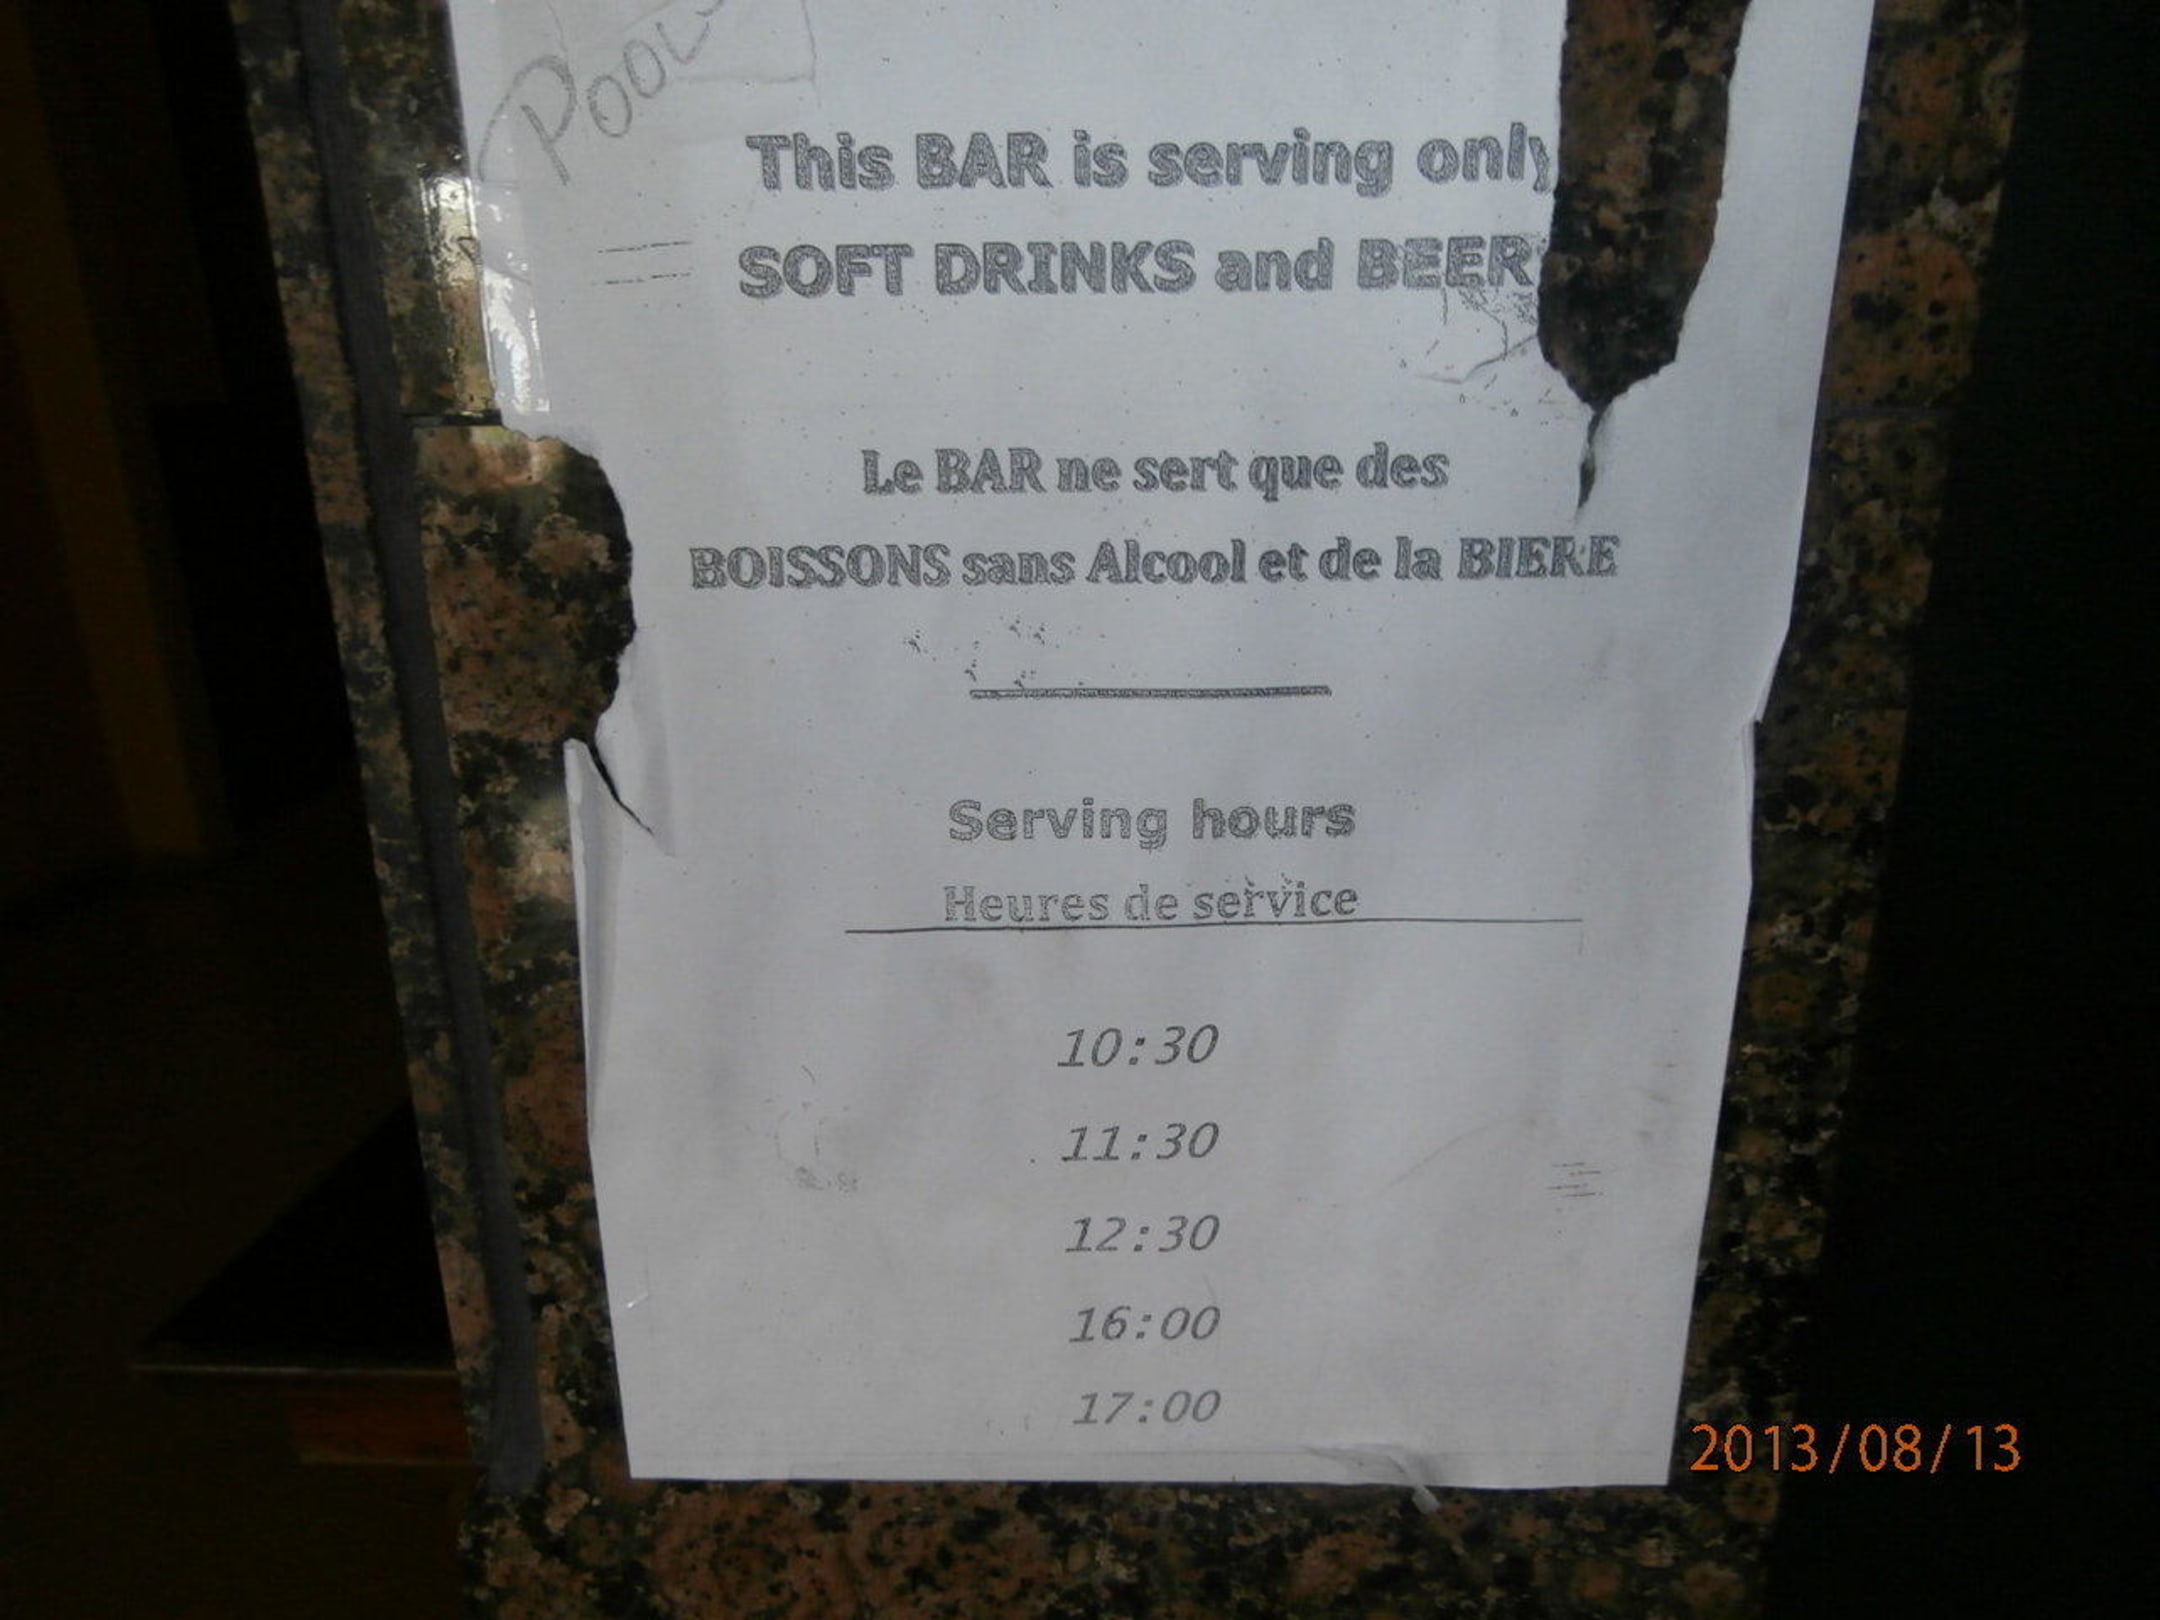 POOL
This BAR is serving only
SOFT DRINKS and BEER
Le BAR ne sert que des
BOISSONS sans Alcool et de la BIERE
Serving hours
Heures de service
10:30
11:30
12:30
16:00
17:00
2013/08/13